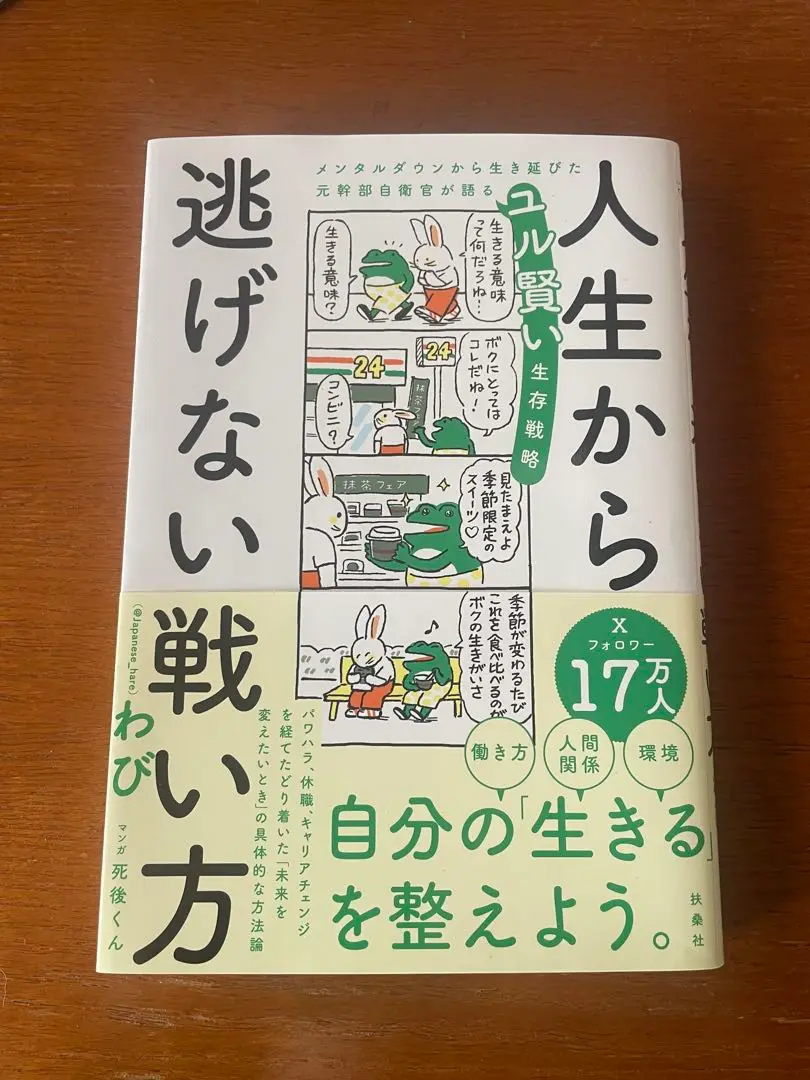 メンタルダウンから生き延びた
元幹部自衛官が語る
ユル賢い
生存戦略
人生から
逃げない戦い方
生きる意味
って何だろね…
生きる意味?
ボクにとっては
コレだね!
24
24
抹茶フェア
コンビニ?
見たまえよ
季節限定の
スイーツ♡
抹茶フェア
季節が変わるたび
これを食べ比べるのが
ボクの生きがいさ
X
フォロワー
17万人
働き方
人間
関係
環境
自分の「生きる」
を整えよう。
パワハラ、休職、キャリアチェンジ
を経てたどり着いた「未来を
変えたいとき」の具体的な方法論
(@Japanese_hare)
わび
マンガ 死後くん
扶桑社